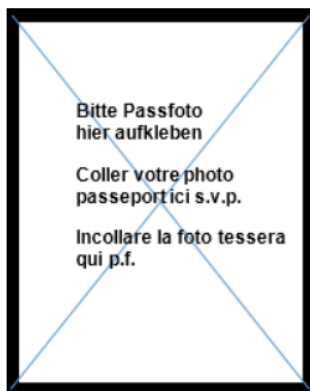 Bitte Passfoto
hier aufkleben
Coller votre photo
passeport ici s.v.p.
Incollare la foto tessera
qui p.f.